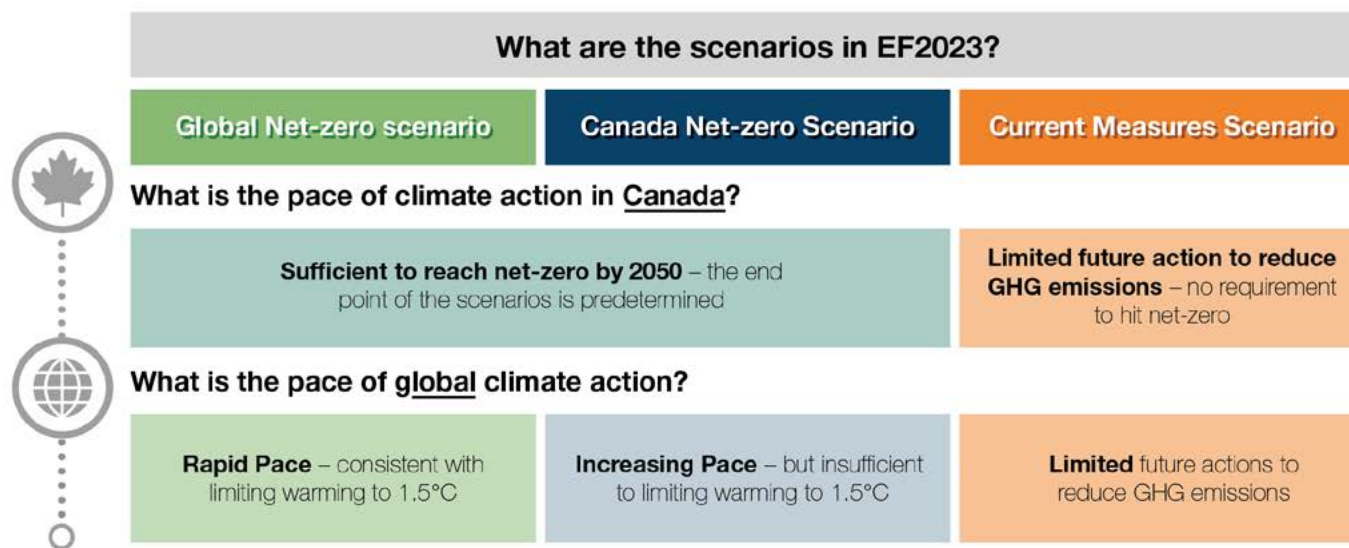 What are the scenarios in EF2023?
Global Net-zero scenario
Canada Net-zero Scenario
Current Measures Scenario
What is the pace of climate action in Canada?
Sufficient to reach net-zero by 2050 – the end
point of the scenarios is predetermined
Limited future action to reduce
GHG emissions – no requirement
to hit net-zero
What is the pace of global climate action?
Rapid Pace – consistent with
limiting warming to 1.5°C
Increasing Pace – but insufficient
to limiting warming to 1.5°C
Limited future actions to
reduce GHG emissions